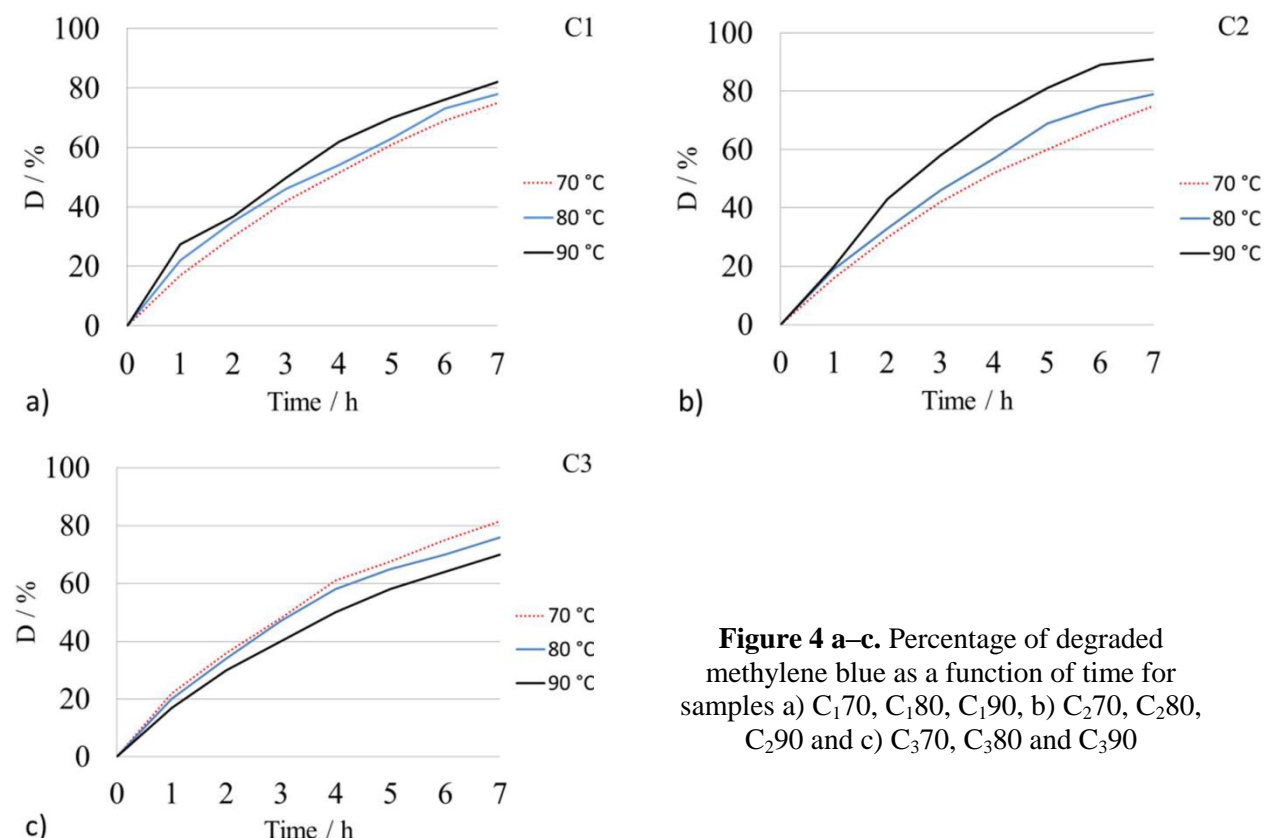 C1
100
80
60
40
20
0
D / %
0 1 2 3 4 5 6 7
Time / h
70 °C
80 °C
90 °C
a)
C2
100
80
60
40
20
0
D / %
0 1 2 3 4 5 6 7
Time / h
70 °C
80 °C
90 °C
b)
C3
100
80
60
40
20
0
D / %
0 1 2 3 4 5 6 7
Time / h
70 °C
80 °C
90 °C
c)
Figure 4 a–c. Percentage of degraded
methylene blue as a function of time for
samples a) C₁70, C₁80, C₁90, b) C₂70, C₂80,
C₂90 and c) C₃70, C₃80 and C₃90